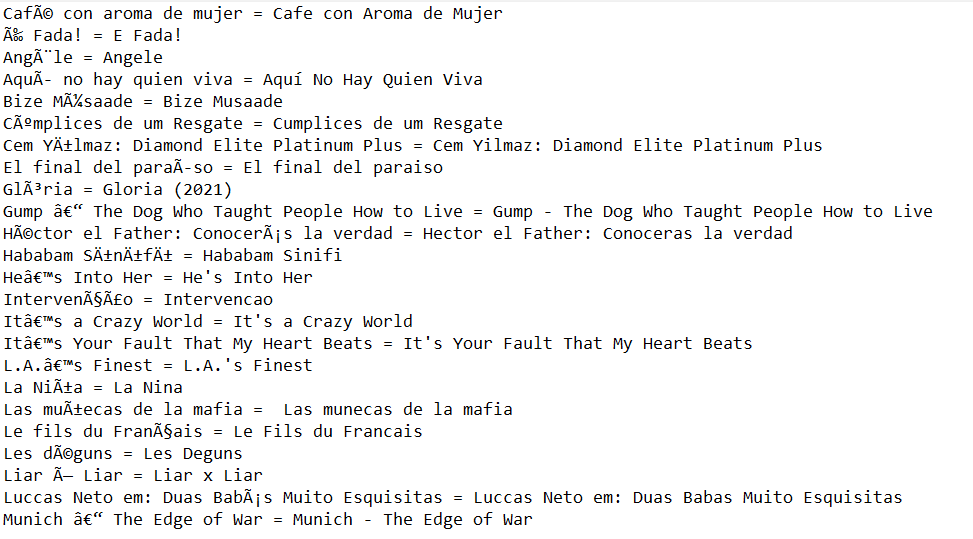 CafÃ© con aroma de mujer = Cafe con Aroma de Mujer
Ã‰ Fada! = E Fada!
AngÃ¨le = Angele
AquÃ- no hay quien viva = Aquí No Hay Quien Viva
Bize MÃ¼saade = Bize Musaade
CÃºmplices de um Resgate = Cumplices de um Resgate
Cem YÄ±lmaz: Diamond Elite Platinum Plus = Cem Yilmaz: Diamond Elite Platinum Plus
El final del paraÃ-so = El final del paraiso
GlÃ³ria = Gloria (2021)
Gump â€“ The Dog Who Taught People How to Live = Gump - The Dog Who Taught People How to Live
HÃ©ctor el Father: ConocerÃ¡s la verdad = Hector el Father: Conoceras la verdad
Hababam SÄ±nÄ±fÄ± = Hababam Sinifi
Heâ€™s Into Her = He's Into Her
IntervenÃ§Ã£o = Intervencao
Itâ€™s a Crazy World = It's a Crazy World
Itâ€™s Your Fault That My Heart Beats = It's Your Fault That My Heart Beats
L.A.â€™s Finest = L.A.'s Finest
La NiÃ±a = La Nina
Las muÃ±ecas de la mafia =  Las munecas de la mafia
Le fils du FranÃ§ais = Le Fils du Francais
Les dÃ©guns = Les Deguns
Liar Ã— Liar = Liar x Liar
Luccas Neto em: Duas BabÃ¡s Muito Esquisitas = Luccas Neto em: Duas Babas Muito Esquisitas
Munich â€“ The Edge of War = Munich - The Edge of War